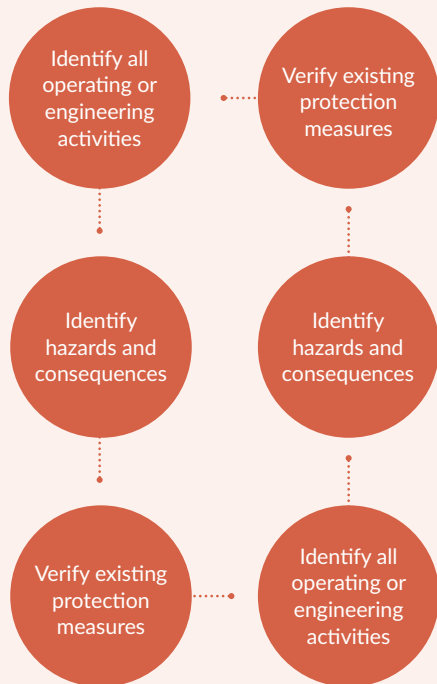 Identify all
operating or
engineering
activities
Verify existing
protection
measures
Identify
hazards and
consequences
Identify
hazards and
consequences
Verify existing
protection
measures
Identify all
operating or
engineering
activities